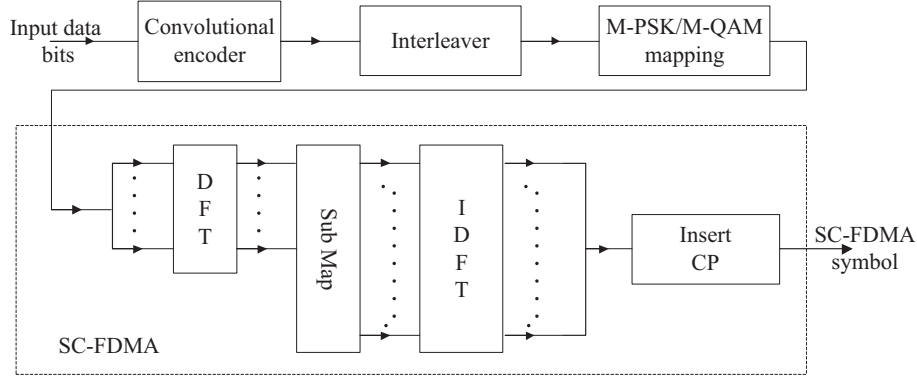 Input data
bits
Convolutional
encoder
Interleaver
M-PSK/M-QAM
mapping
D
F
T
Sub Map
I
D
F
T
Insert
CP
SC-FDMA
symbol
SC-FDMA